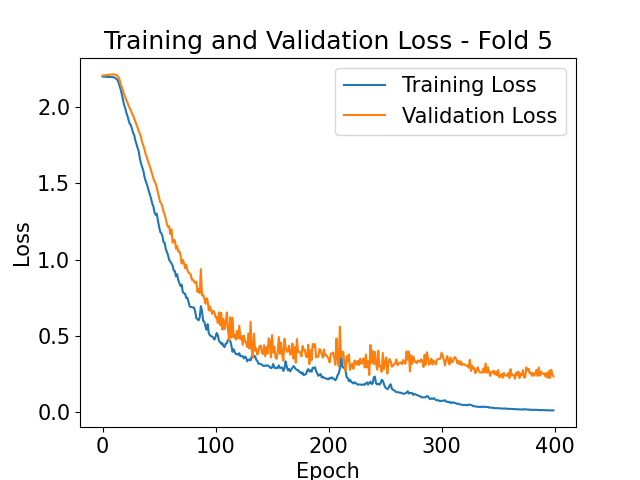 Training and Validation Loss - Fold 5
Training Loss
Validation Loss
Loss
2.0
1.5
1.0
0.5
0.0
0 100 200 300 400
Epoch